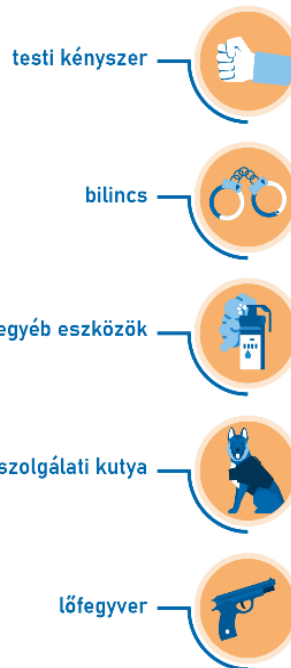 testi kényszer
bilincs
egyéb eszközök
szolgálati kutya
lőfegyver